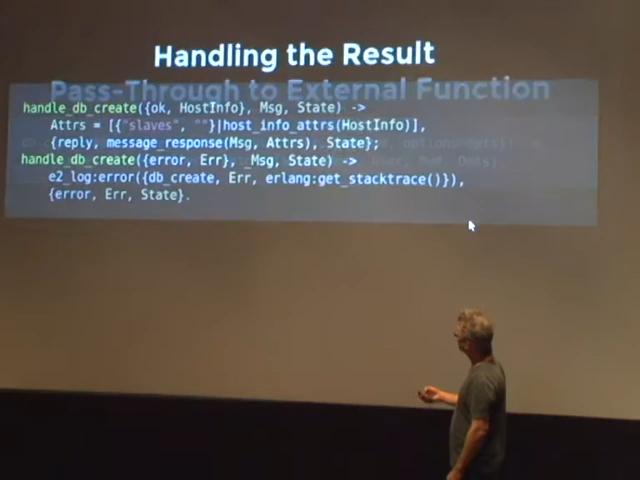 Handling the Result
Pass-Through to External Function
handle_db_create({ok, HostInfo}, Msg, State) ->
Attrs = [{"slaves", ""}|host_info_attrs(HostInfo)],
{reply, message_response(Msg, Attrs), State};
handle_db_create({error, Err}, _Msg, State) ->
e2_log:error({db_create, Err, erlang:get_stacktrace()}),
{error, Err, State}.